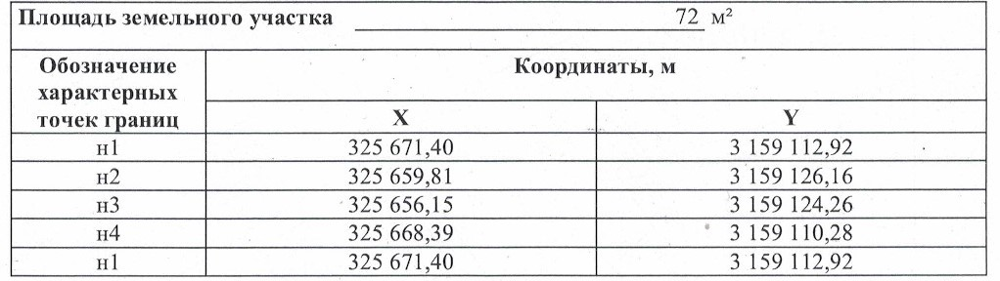 Площадь земельного участка 72 м²
Обозначение характерных точек границ Координаты, м
X Y
н1 325 671,40 3 159 112,92
н2 325 659,81 3 159 126,16
н3 325 656,15 3 159 124,26
н4 325 668,39 3 159 110,28
н1 325 671,40 3 159 112,92